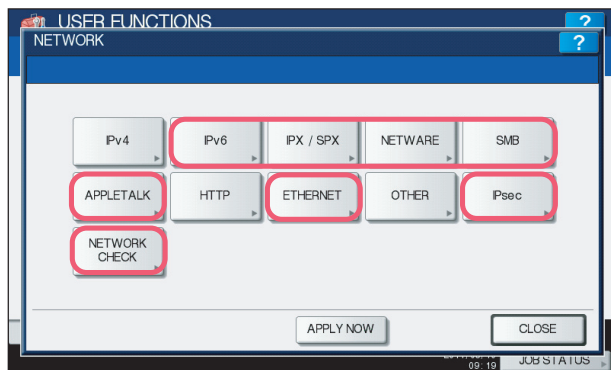 USER FUNCTIONS
?
NETWORK
?
IPv4
IPv6
IPX / SPX
NETWARE
SMB
APPLETALK
HTTP
ETHERNET
OTHER
IPsec
NETWORK
CHECK
APPLY NOW
CLOSE
09:19
JOB STATUS